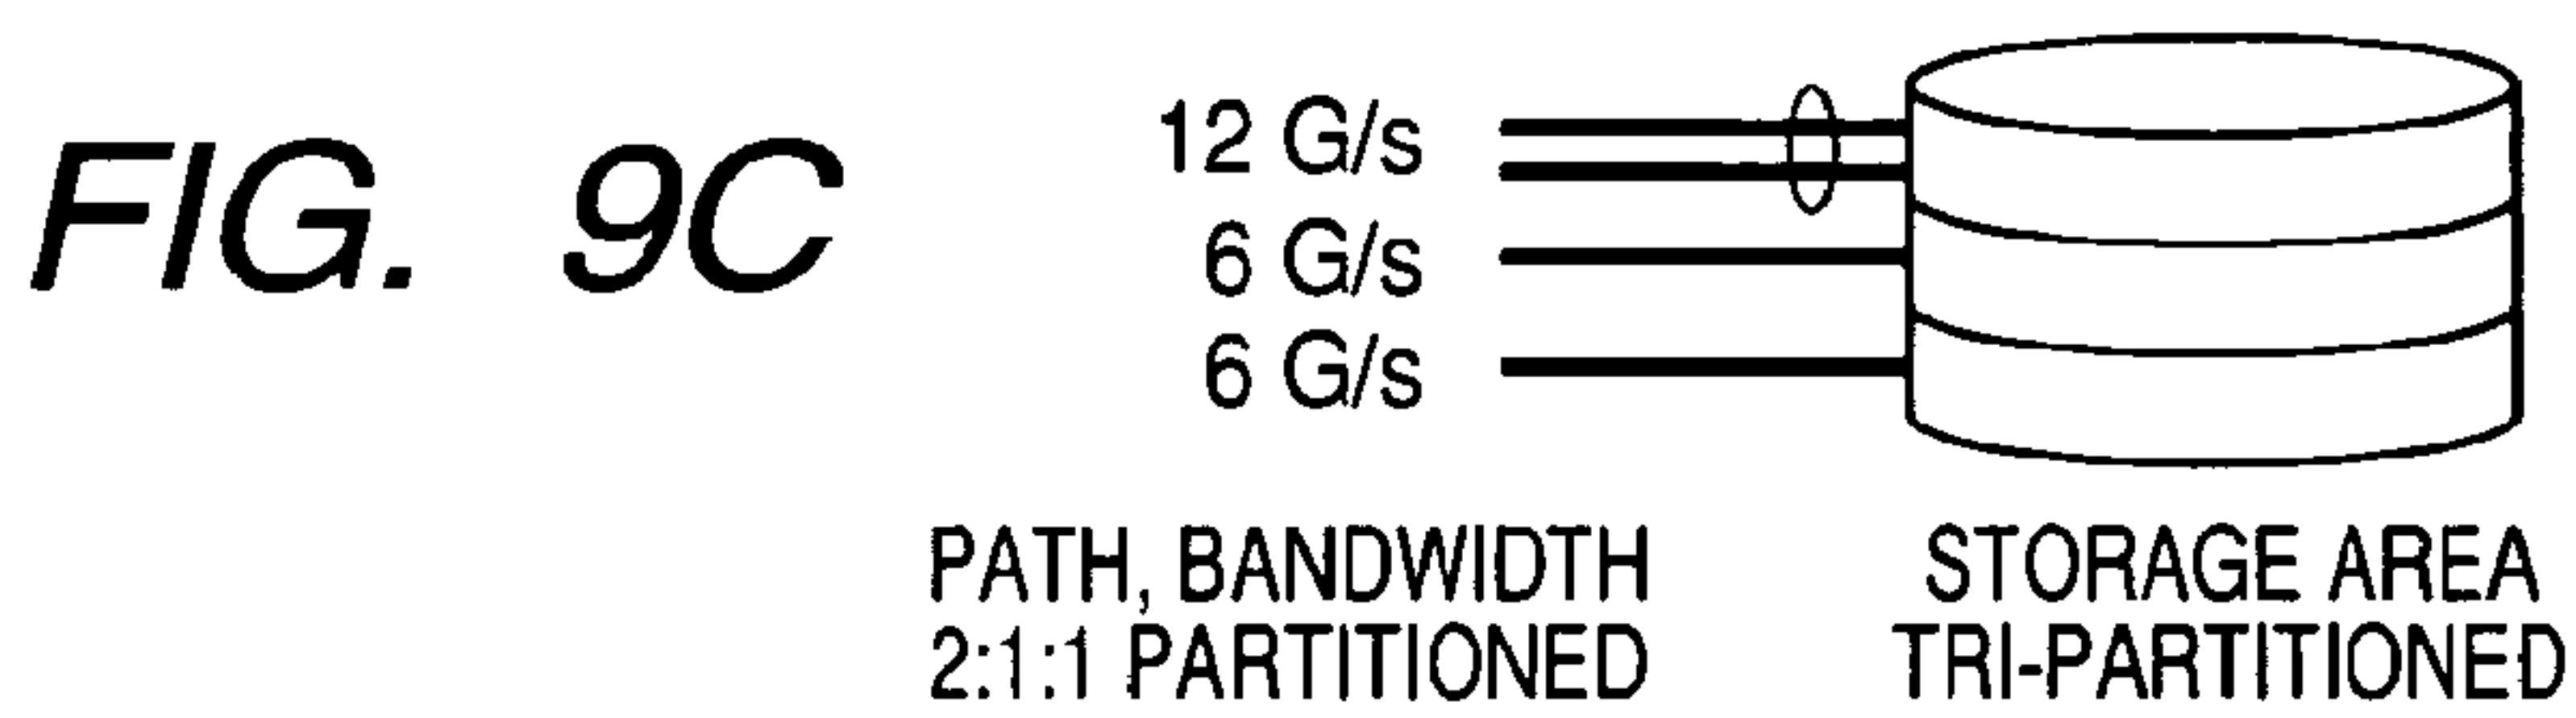 FIG. 9C
12 G/s
6 G/s
6 G/s
PATH, BANDWIDTH
2:1:1 PARTITIONED
STORAGE AREA
TRI-PARTITIONED